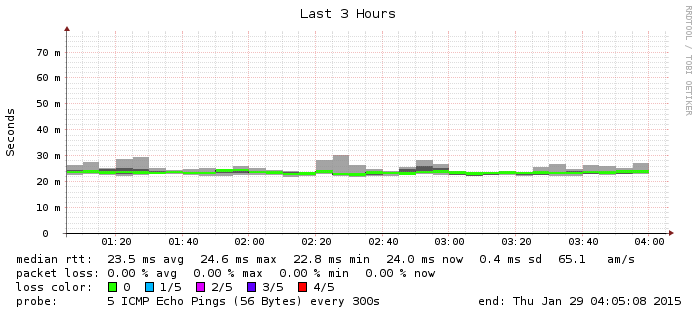 Last 3 Hours
RRDTOOL / TOBI OETIKER
Seconds
70 m
60 m
50 m
40 m
30 m
20 m
10 m
0
01:20 01:40 02:00 02:20 02:40 03:00 03:20 03:40 04:00
median rtt: 23.5 ms avg 24.6 ms max 22.8 ms min 24.0 ms now 0.4 ms sd 65.1 am/s
packet loss: 0.00 % avg 0.00 % max 0.00 % min 0.00 % now
loss color: 0 1/5 2/5 3/5 4/5
probe: 5 ICMP Echo Pings (56 Bytes) every 300s end: Thu Jan 29 04:05:08 2015